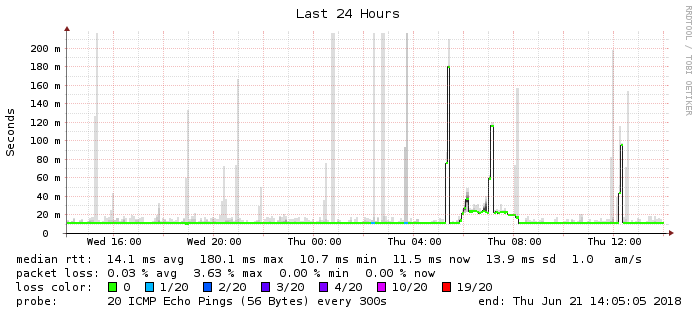 Last 24 Hours
RRDTOOL / TOBI OETIKER
Seconds
200 m
180 m
160 m
140 m
120 m
100 m
80 m
60 m
40 m
20 m
0
Wed 16:00 Wed 20:00 Thu 00:00 Thu 04:00 Thu 08:00 Thu 12:00
median rtt: 14.1 ms avg 180.1 ms max 10.7 ms min 11.5 ms now 13.9 ms sd 1.0 am/s
packet loss: 0.03 % avg 3.63 % max 0.00 % min 0.00 % now
loss color: 0 1/20 2/20 3/20 4/20 10/20 19/20
probe: 20 ICMP Echo Pings (56 Bytes) every 300s end: Thu Jun 21 14:05:05 2018